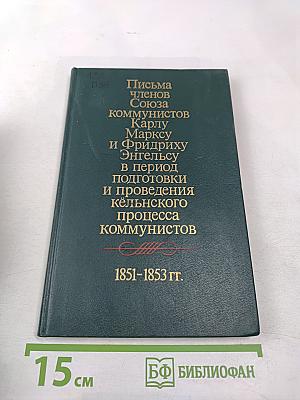 Письма
членов
Союза
коммунистов
Карлу
Марксу
и Фридриху
Энгельсу
в период
подготовки
и проведения
кёльнского
процесса
коммунистов
1851–1853 гг.
15 см
БФ БИБЛИОФАН